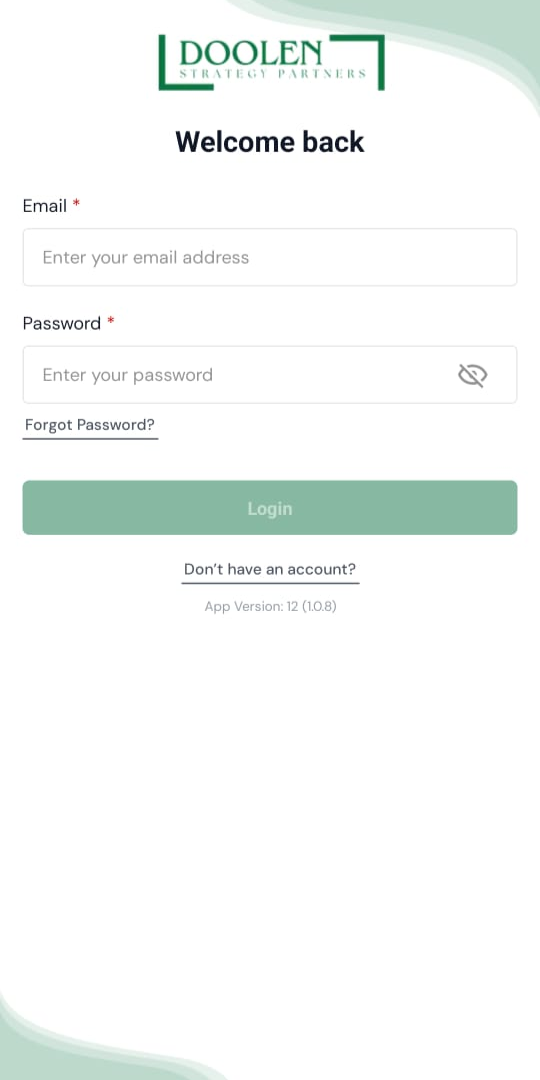 DOOLEN
STRATEGY PARTNERS
Welcome back
Email *
Enter your email address
Password *
Enter your password
Forgot Password?
Login
Don’t have an account?
App Version: 12 (1.0.8)